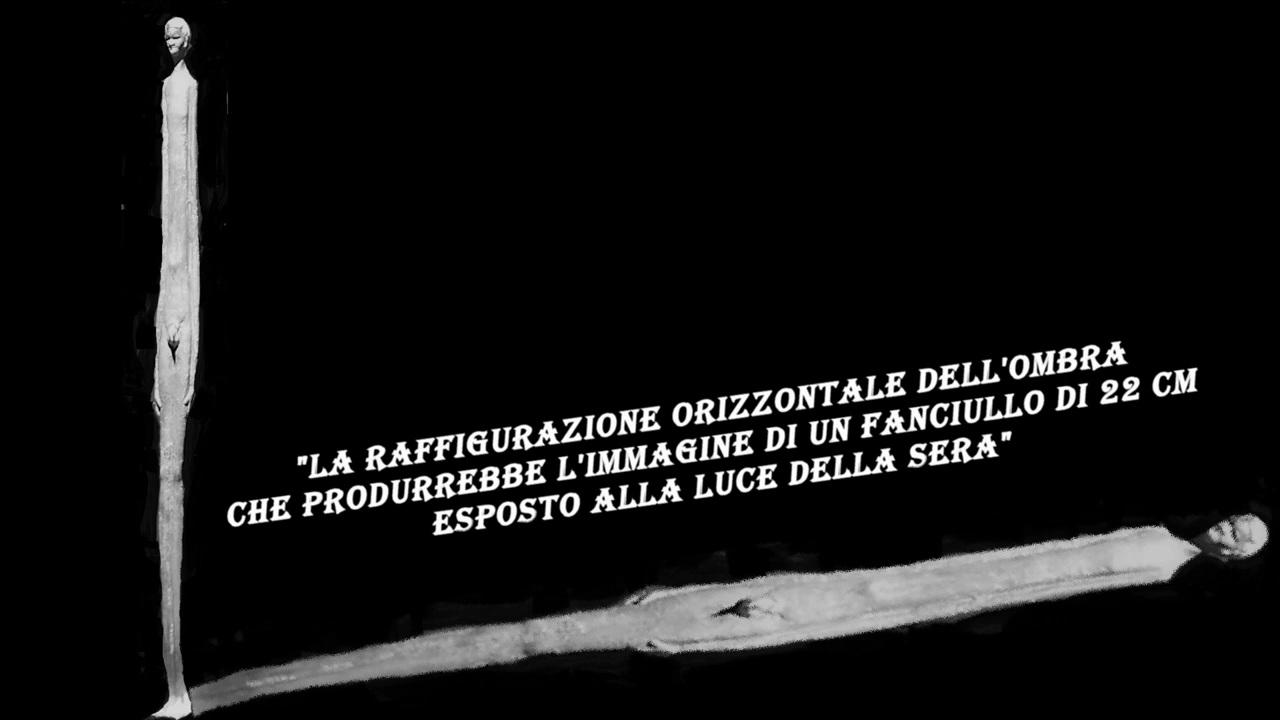 "LA RAFFIGURAZIONE ORIZZONTALE DELL'OMBRA
CHE PRODURREBBE L'IMMAGINE DI UN FANCIULLO DI 22 CM
ESPOSTO ALLA LUCE DELLA SERA"